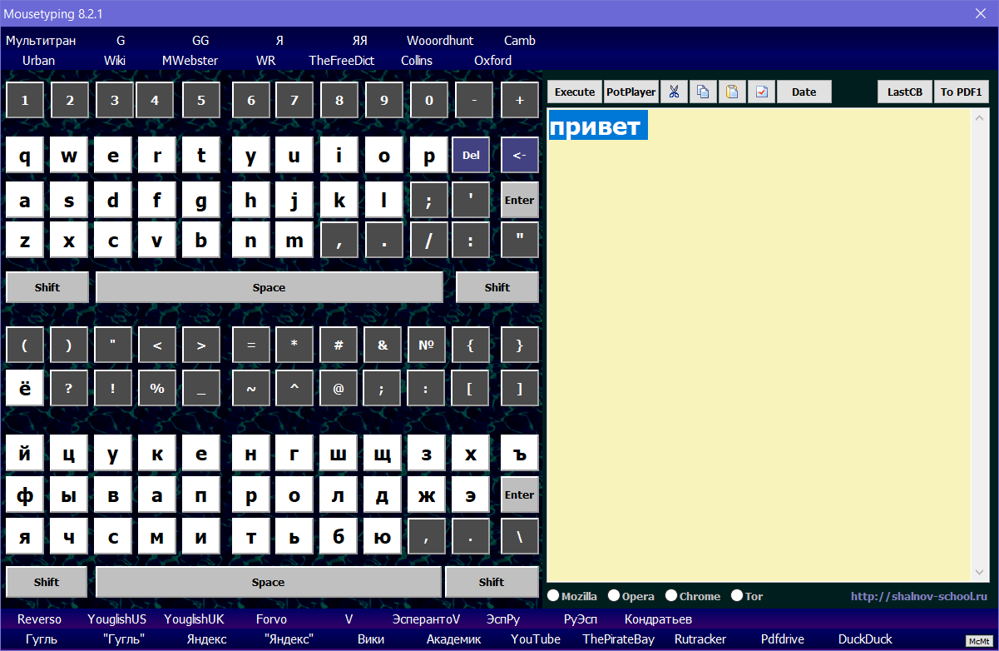 Mousetyping 8.2.1
Мультитран G GG Я ЯЯ Wooordhunt Camb
Urban Wiki MWebster WR TheFreeDict Collins Oxford
1 2 3 4 5 6 7 8 9 0 - +
Execute PotPlayer Date LastCB To PDF1
привет
q w e r t y u i o p Del <-
a s d f g h j k l ; ' Enter
z x c v b n m , . / : "
Shift Space Shift
( ) " < > = * # & № { }
ё ? ! % _ ~ ^ @ ; : [ ]
й ц у к е н г ш щ з х ъ
ф ы в а п р о л д ж э Enter
я ч с м и т ь б ю , . \
Shift Space Shift
Mozilla Opera Chrome Tor http://shalnov-school.ru
Reverso YouglishUS YouglishUK Forvo V ЭсперантоV ЭспРу РуЭсп Кондратьев
Гугль "Гугль" Яндекс "Яндекс" Вики Академик YouTube ThePirateBay Rutracker Pdfdrive DuckDuck McMt